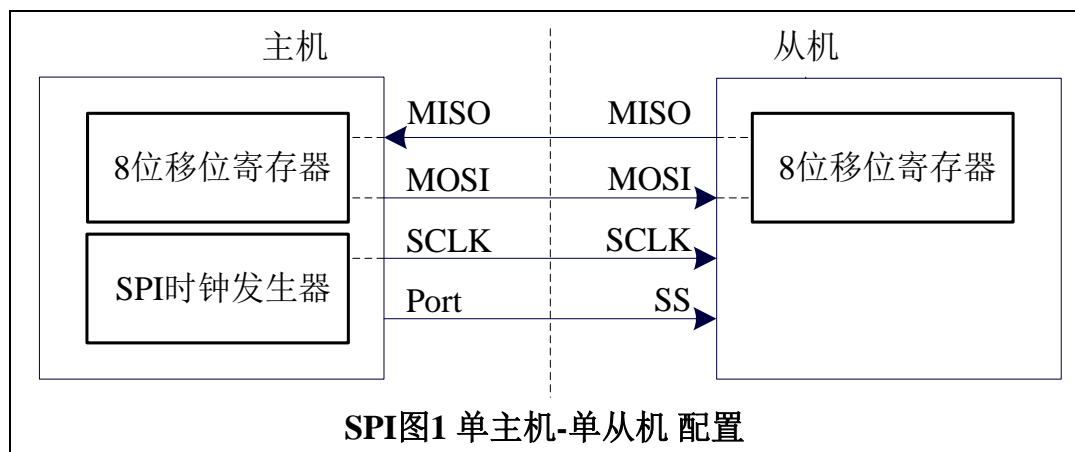 主机 从机
MISO MISO
8位移位寄存器 8位移位寄存器
MOSI MOSI
SCLK SCLK
SPI时钟发生器
Port SS
SPI图1 单主机-单从机 配置